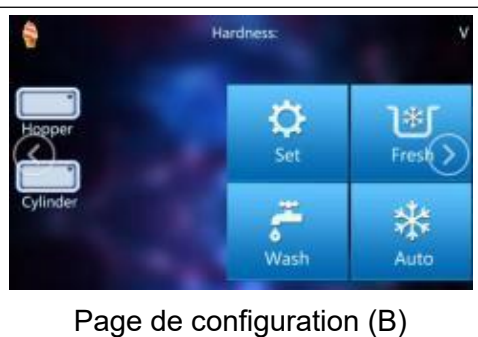 Hardness: V
Hopper
Cylinder
Set
Fresh
Wash
Auto
Page de configuration (B)